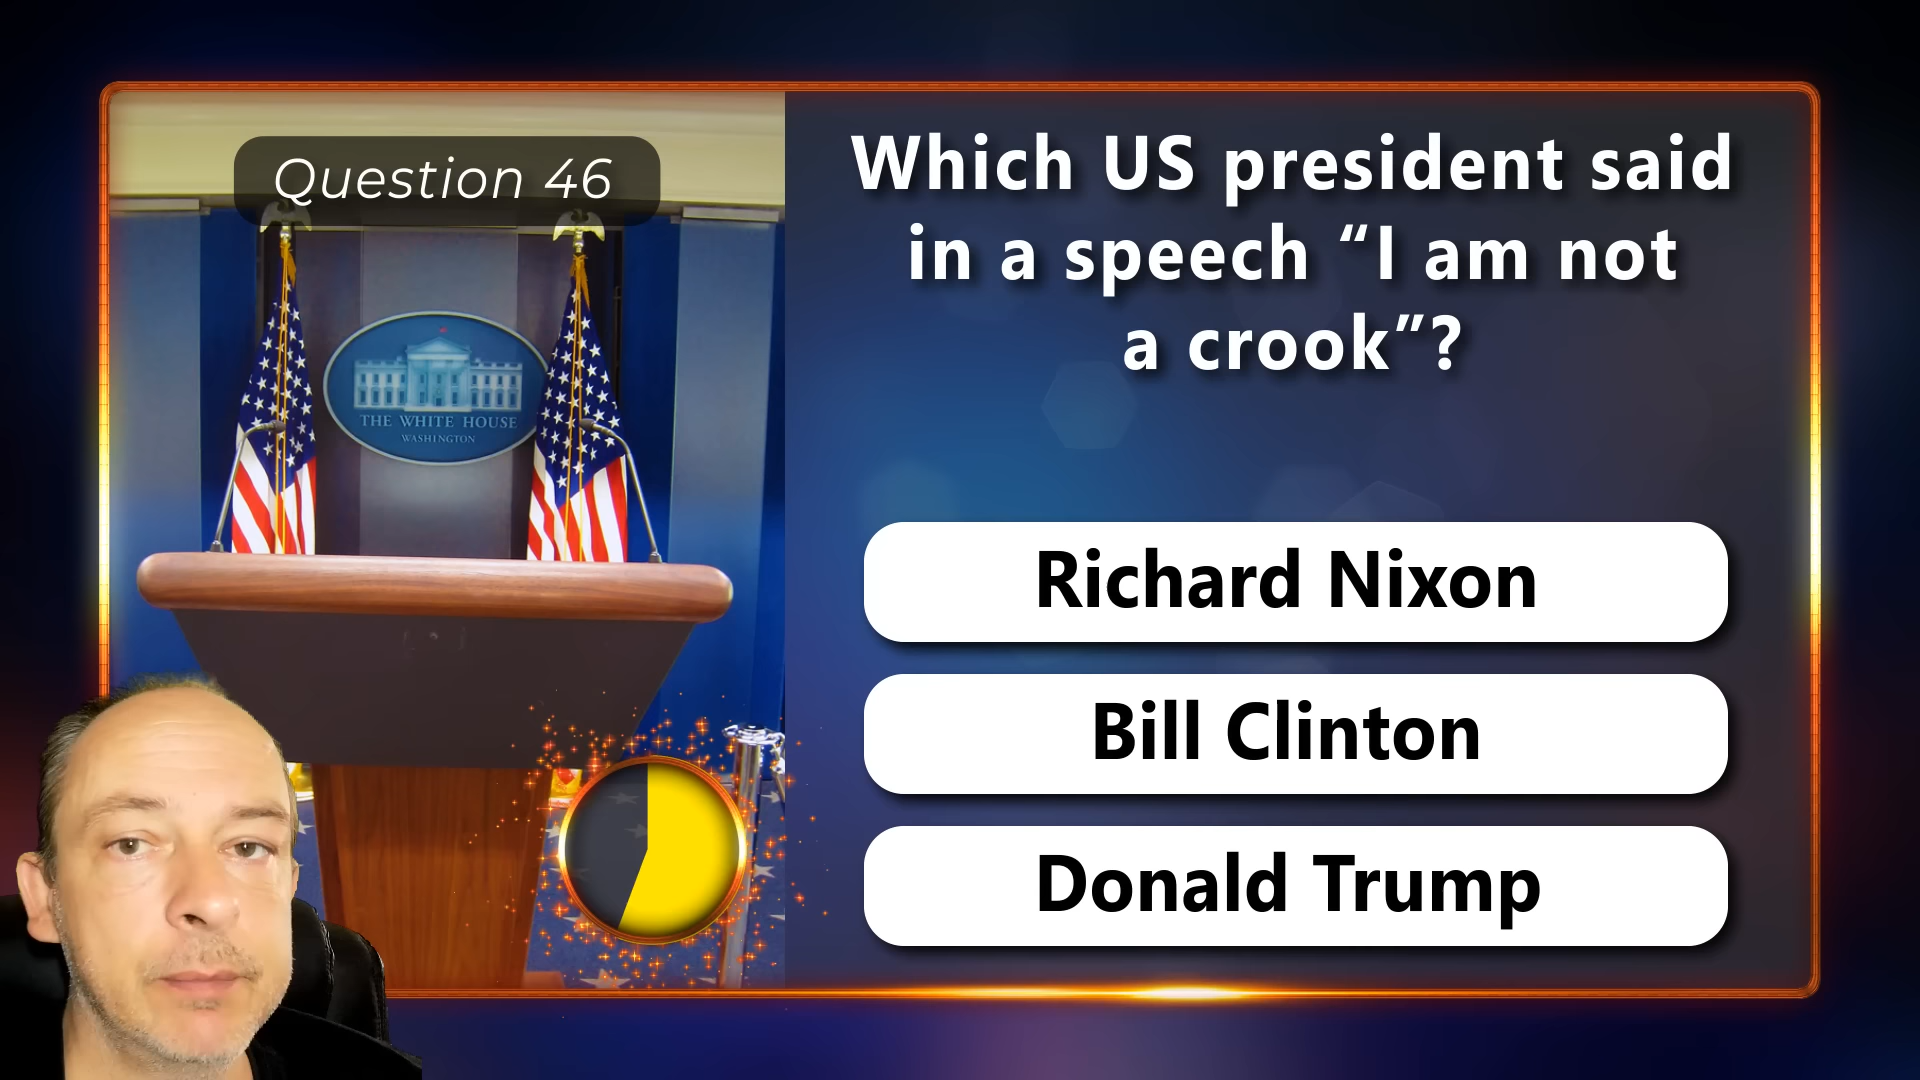 Question 46
THE WHITE HOUSE
WASHINGTON
Which US president said
in a speech “I am not
a crook”?
Richard Nixon
Bill Clinton
Donald Trump